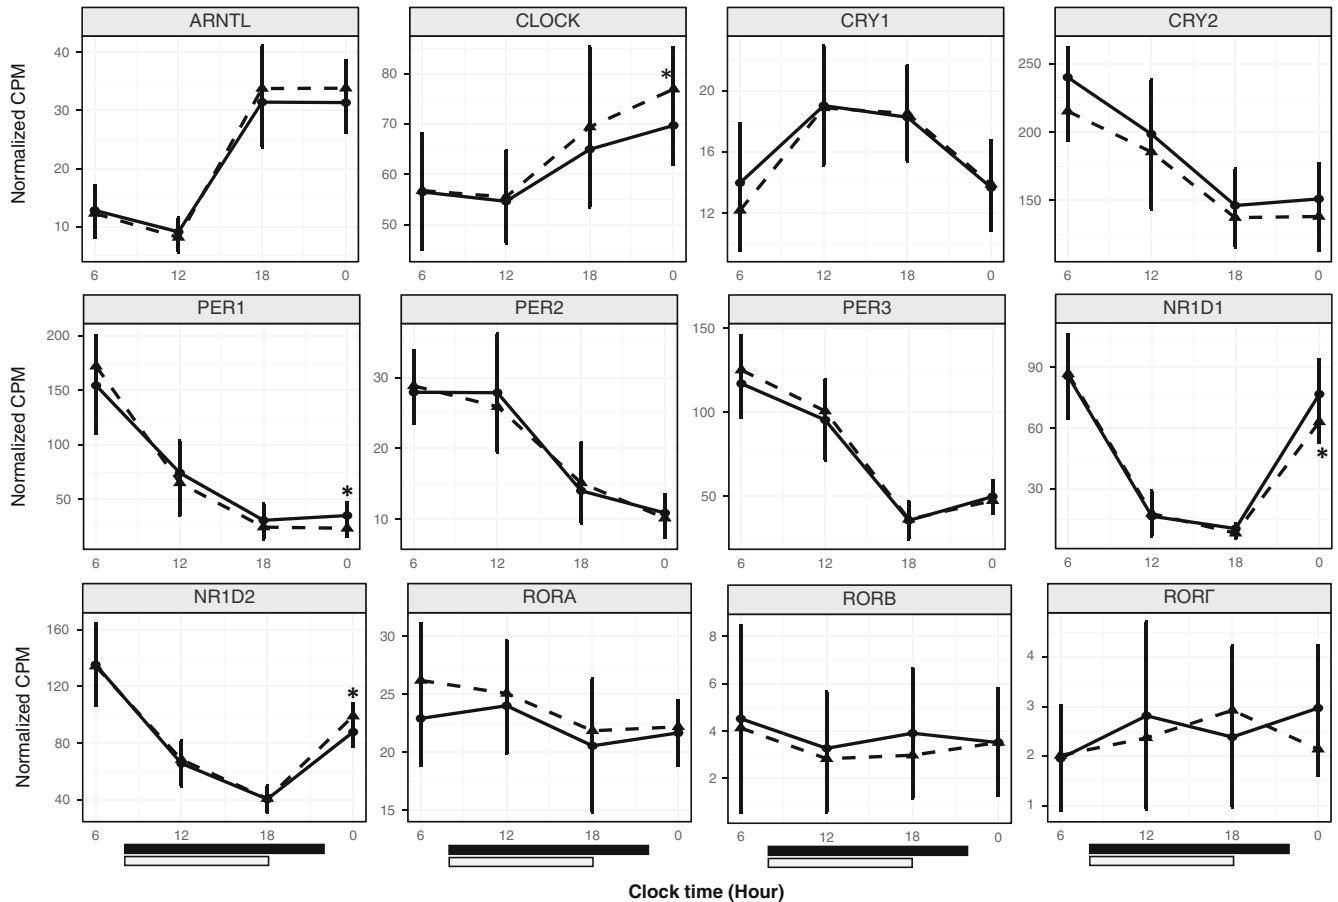 ARNTL CLOCK CRY1 CRY2
Normalized CPM
40
30
20
10
6 12 18 0
80
70
60
50
*
6 12 18 0
20
16
12
6 12 18 0
250
200
150
6 12 18 0
PER1 PER2 PER3 NR1D1
Normalized CPM
200
150
100
50
*
6 12 18 0
30
20
10
6 12 18 0
150
100
50
6 12 18 0
90
60
30
*
6 12 18 0
NR1D2 RORA RORB RORΓ
Normalized CPM
160
120
80
40
*
6 12 18 0
30
25
20
15
6 12 18 0
8
6
4
2
6 12 18 0
4
3
2
1
6 12 18 0
Clock time (Hour)